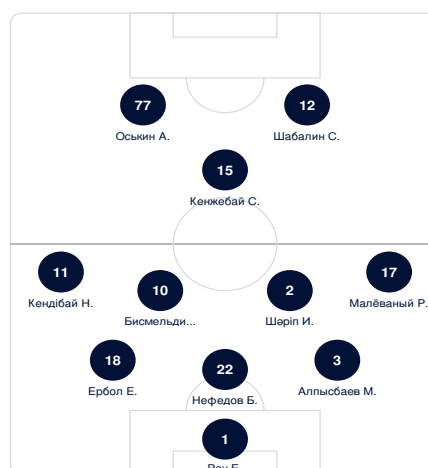 77
Оськин А.
12
Шабалин С.
15
Кенжебай С.
11
Кендібай Н.
10
Бисмельди...
2
Шәріп И.
17
Малёваный Р.
18
Ербол Е.
22
Нефедов Б.
3
Алпысбаев М.
1